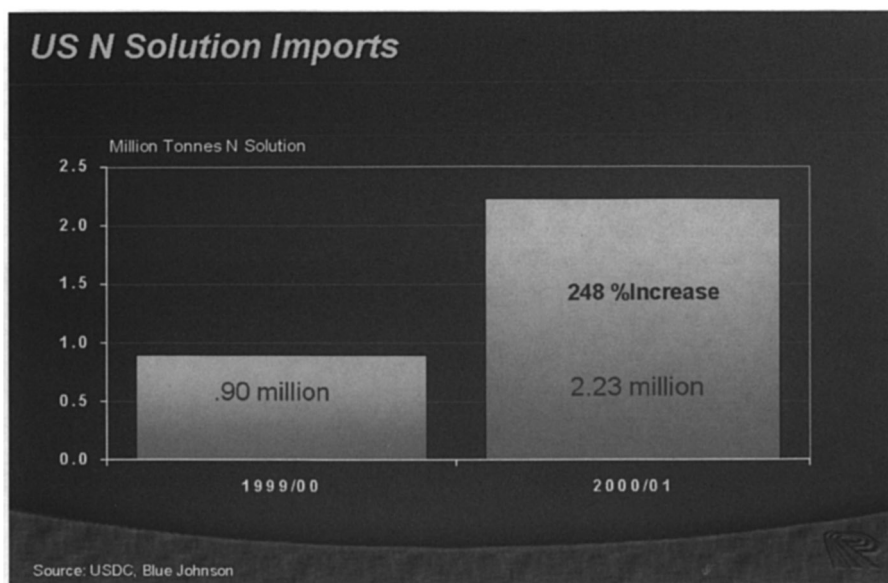 US N Solution Imports
Million Tonnes N Solution
2.5
2.0
1.5
1.0
0.5
0.0
248 %Increase
.90 million
2.23 million
1999/00
2000/01
Source: USDC, Blue Johnson